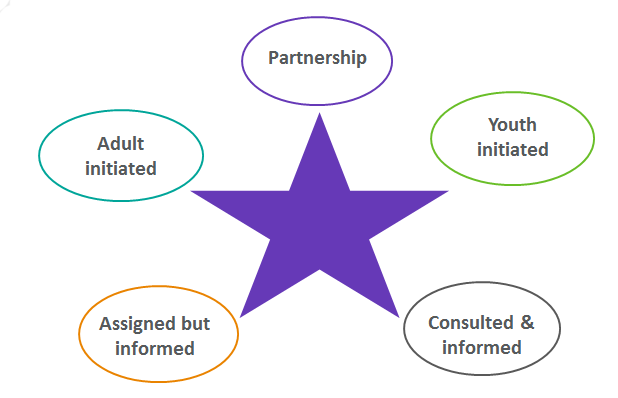 Partnership
Adult
initiated
Youth
initiated
Assigned but
informed
Consulted &
informed